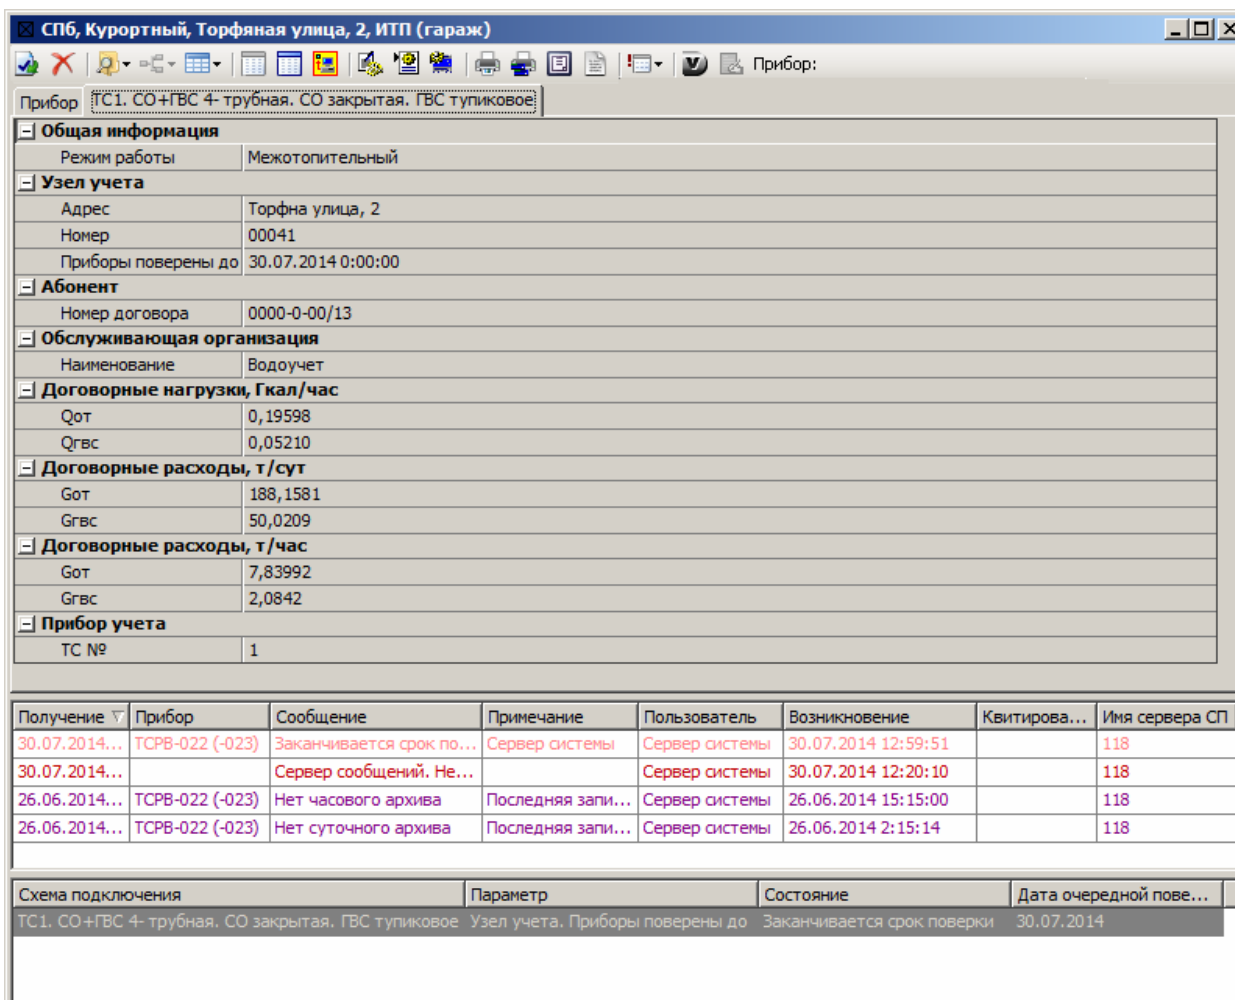 СПб, Курортный, Торфяная улица, 2, ИТП (гараж)
Прибор:
Прибор ТС1. СО+ГВС 4- трубная. СО закрытая. ГВС тупиковое
Общая информация
Режим работы Межотопительный
Узел учета
Адрес Торфна улица, 2
Номер 00041
Приборы поверены до 30.07.2014 0:00:00
Абонент
Номер договора 0000-0-00/13
Обслуживающая организация
Наименование Водоучет
Договорные нагрузки, Гкал/час
Qот 0,19598
Qгвс 0,05210
Договорные расходы, т/сут
Gот 188,1581
Gгвс 50,0209
Договорные расходы, т/час
Gот 7,83992
Gгвс 2,0842
Прибор учета
ТС № 1
Получение Прибор Сообщение Примечание Пользователь Возникновение Квитирова... Имя сервера СП
30.07.2014... ТСРВ-022 (-023) Заканчивается срок по... Сервер системы Сервер системы 30.07.2014 12:59:51 118
30.07.2014... Сервер сообщений. Не... Сервер системы 30.07.2014 12:20:10 118
26.06.2014... ТСРВ-022 (-023) Нет часового архива Последняя запи... Сервер системы 26.06.2014 15:15:00 118
26.06.2014... ТСРВ-022 (-023) Нет суточного архива Последняя запи... Сервер системы 26.06.2014 2:15:14 118
Схема подключения Параметр Состояние Дата очередной пове...
ТС1. СО+ГВС 4- трубная. СО закрытая. ГВС тупиковое Узел учета. Приборы поверены до Заканчивается срок поверки 30.07.2014